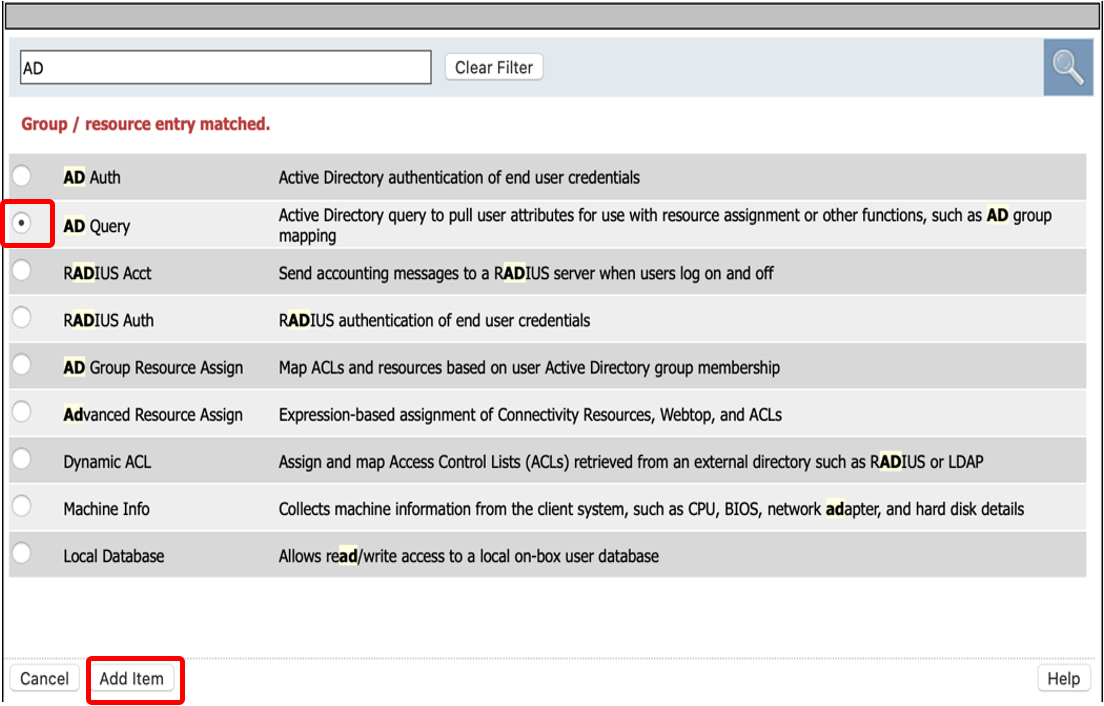 AD
Clear Filter
Group / resource entry matched.
AD Auth
Active Directory authentication of end user credentials
AD Query
Active Directory query to pull user attributes for use with resource assignment or other functions, such as AD group
mapping
RADIUS Acct
Send accounting messages to a RADIUS server when users log on and off
RADIUS Auth
RADIUS authentication of end user credentials
AD Group Resource Assign
Map ACLs and resources based on user Active Directory group membership
Advanced Resource Assign
Expression-based assignment of Connectivity Resources, Webtop, and ACLs
Dynamic ACL
Assign and map Access Control Lists (ACLs) retrieved from an external directory such as RADIUS or LDAP
Machine Info
Collects machine information from the client system, such as CPU, BIOS, network adapter, and hard disk details
Local Database
Allows read/write access to a local on-box user database
Cancel
Add Item
Help